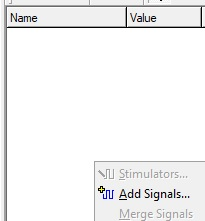 Name Value
Stimulators...
Add Signals...
Merge Signals